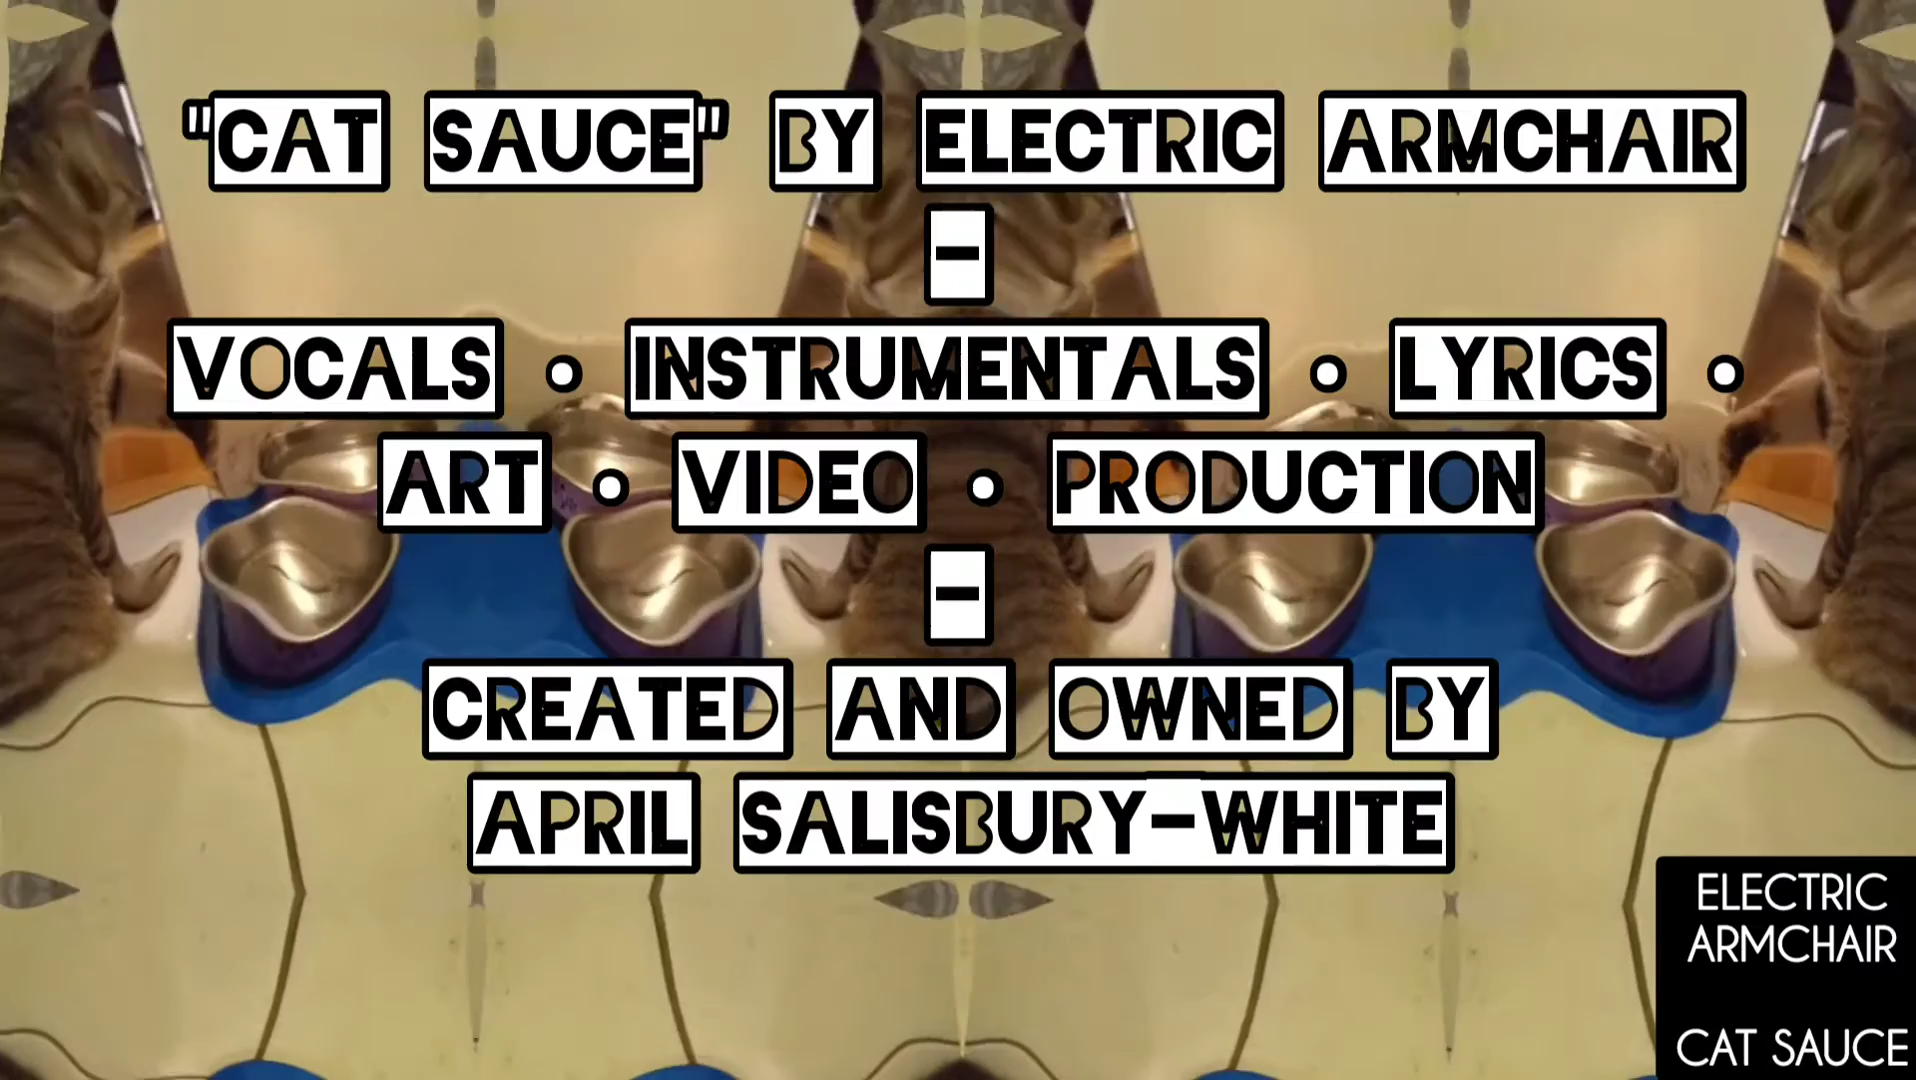 "CAT SAUCE" BY ELECTRIC ARMCHAIR
-
VOCALS • INSTRUMENTALS • LYRICS •
ART • VIDEO • PRODUCTION
-
CREATED AND OWNED BY
APRIL SALISBURY-WHITE
ELECTRIC
ARMCHAIR
CAT SAUCE